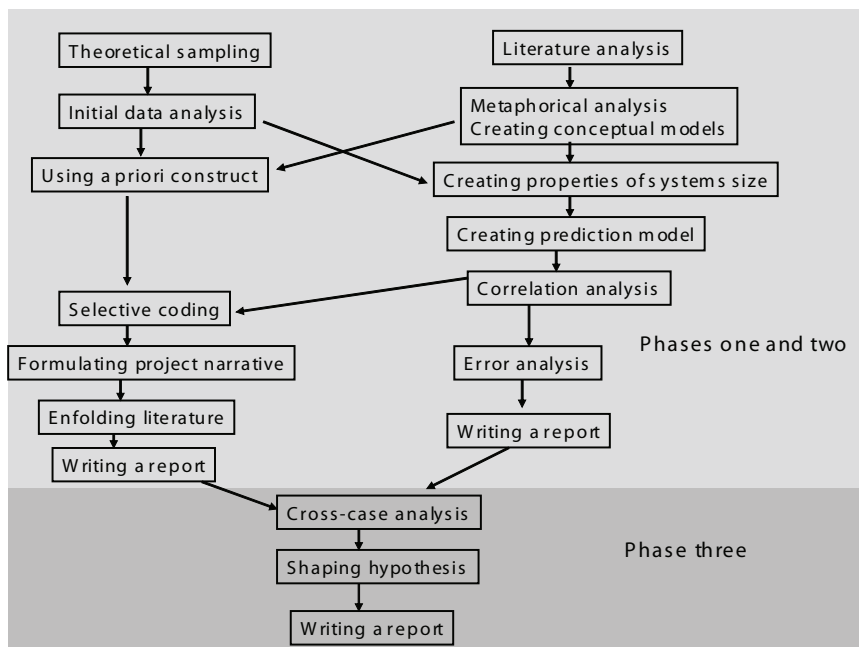 Theoretical sampling
Literature analysis
Initial data analysis
Metaphorical analysis
Creating conceptual models
Using a priori construct
Creating properties of systems size
Creating prediction model
Selective coding
Correlation analysis
Phases one and two
Formulating project narrative
Error analysis
Enfolding literature
Writing a report
Writing a report
Cross-case analysis
Phase three
Shaping hypothesis
Writing a report